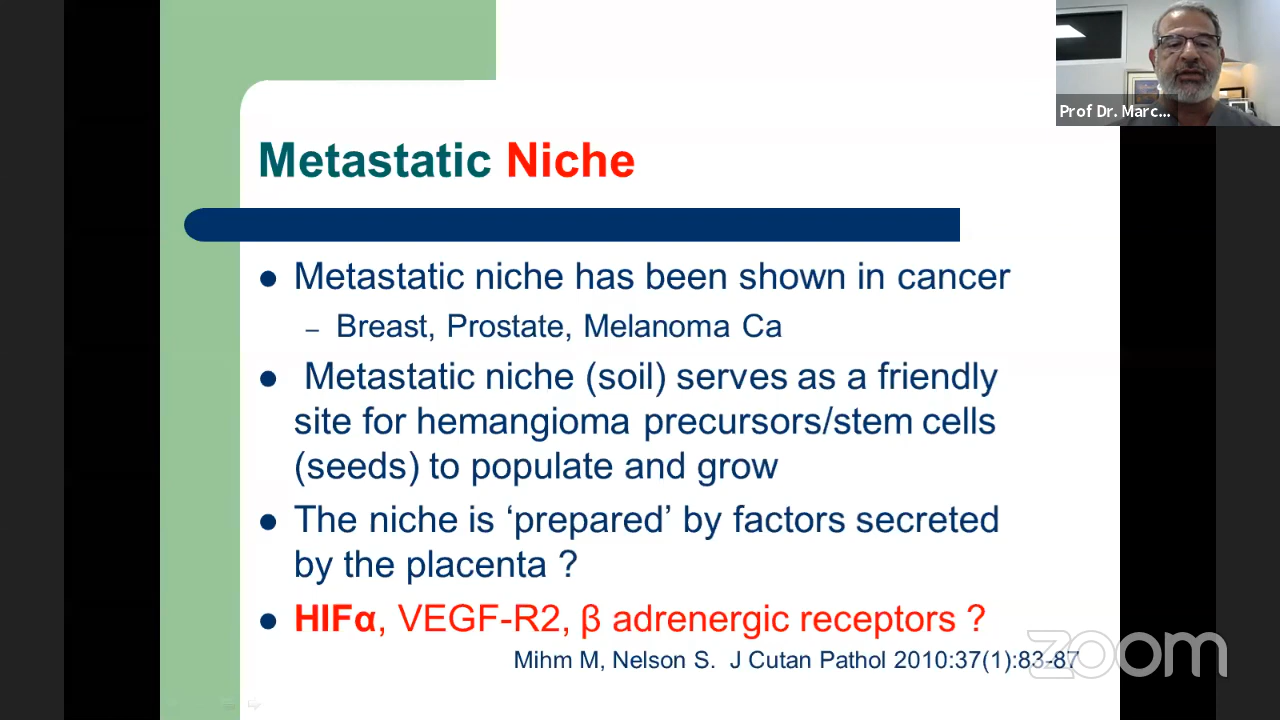 Prof Dr. Marc...
Metastatic Niche
Metastatic niche has been shown in cancer
– Breast, Prostate, Melanoma Ca
Metastatic niche (soil) serves as a friendly
site for hemangioma precursors/stem cells
(seeds) to populate and grow
The niche is ‘prepared’ by factors secreted
by the placenta ?
HIFα, VEGF-R2, β adrenergic receptors ?
Mihm M, Nelson S. J Cutan Pathol 2010:37(1):83-87
zoom